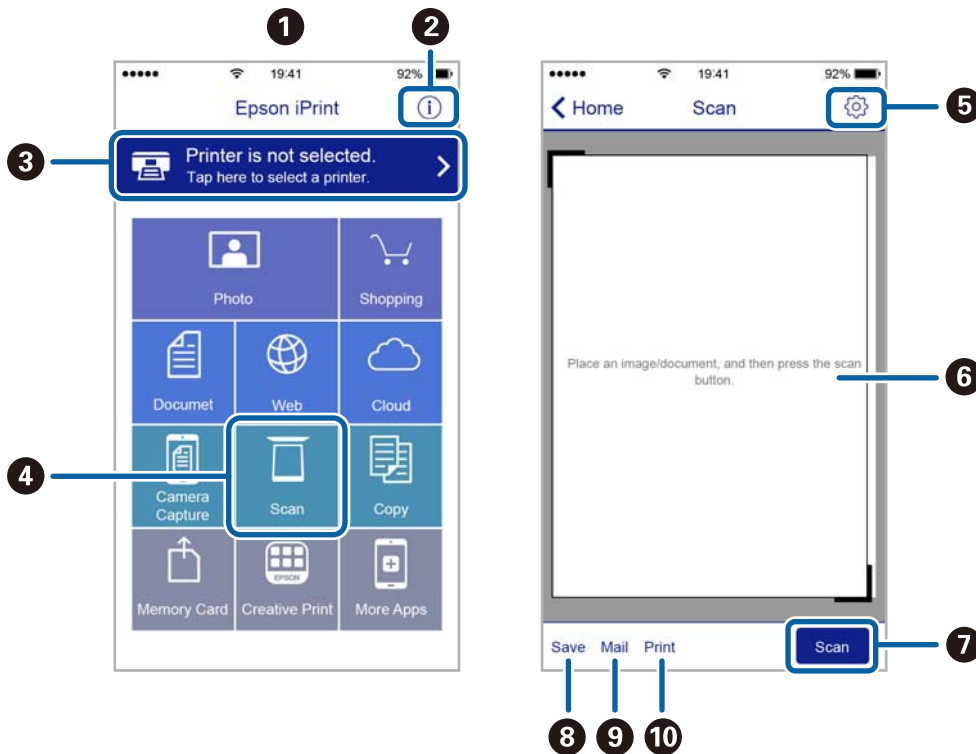 1
2
19:41
92%
Epson iPrint
i
3
Printer is not selected.
Tap here to select a printer.
Photo
Shopping
Documet
Web
Cloud
4
Camera
Capture
Scan
Copy
EPSON
Memory Card
Creative Print
More Apps
19:41
92%
Home
Scan
5
Place an image/document, and then press the scan
button.
6
Save
Mail
Print
Scan
7
8
9
10